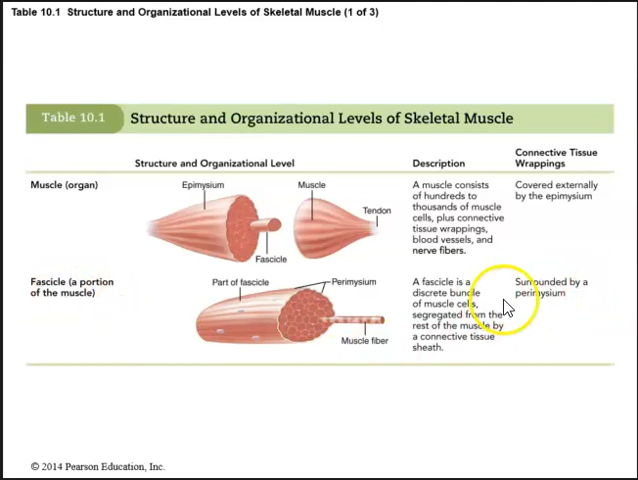 Table 10.1 Structure and Organizational Levels of Skeletal Muscle (1 of 3)
Table 10.1 Structure and Organizational Levels of Skeletal Muscle
Structure and Organizational Level
Description
Connective Tissue
Wrappings
Muscle (organ)
Epimysium
Muscle
Tendon
Fascicle
A muscle consists
of hundreds to
thousands of muscle
cells, plus connective
tissue wrappings,
blood vessels, and
nerve fibers.
Covered externally
by the epimysium
Fascicle (a portion
of the muscle)
Part of fascicle
Perimysium
Muscle fiber
A fascicle is a
discrete bundle
of muscle cells,
segregated from the
rest of the muscle by
a connective tissue
sheath.
Surrounded by a
perimysium
© 2014 Pearson Education, Inc.